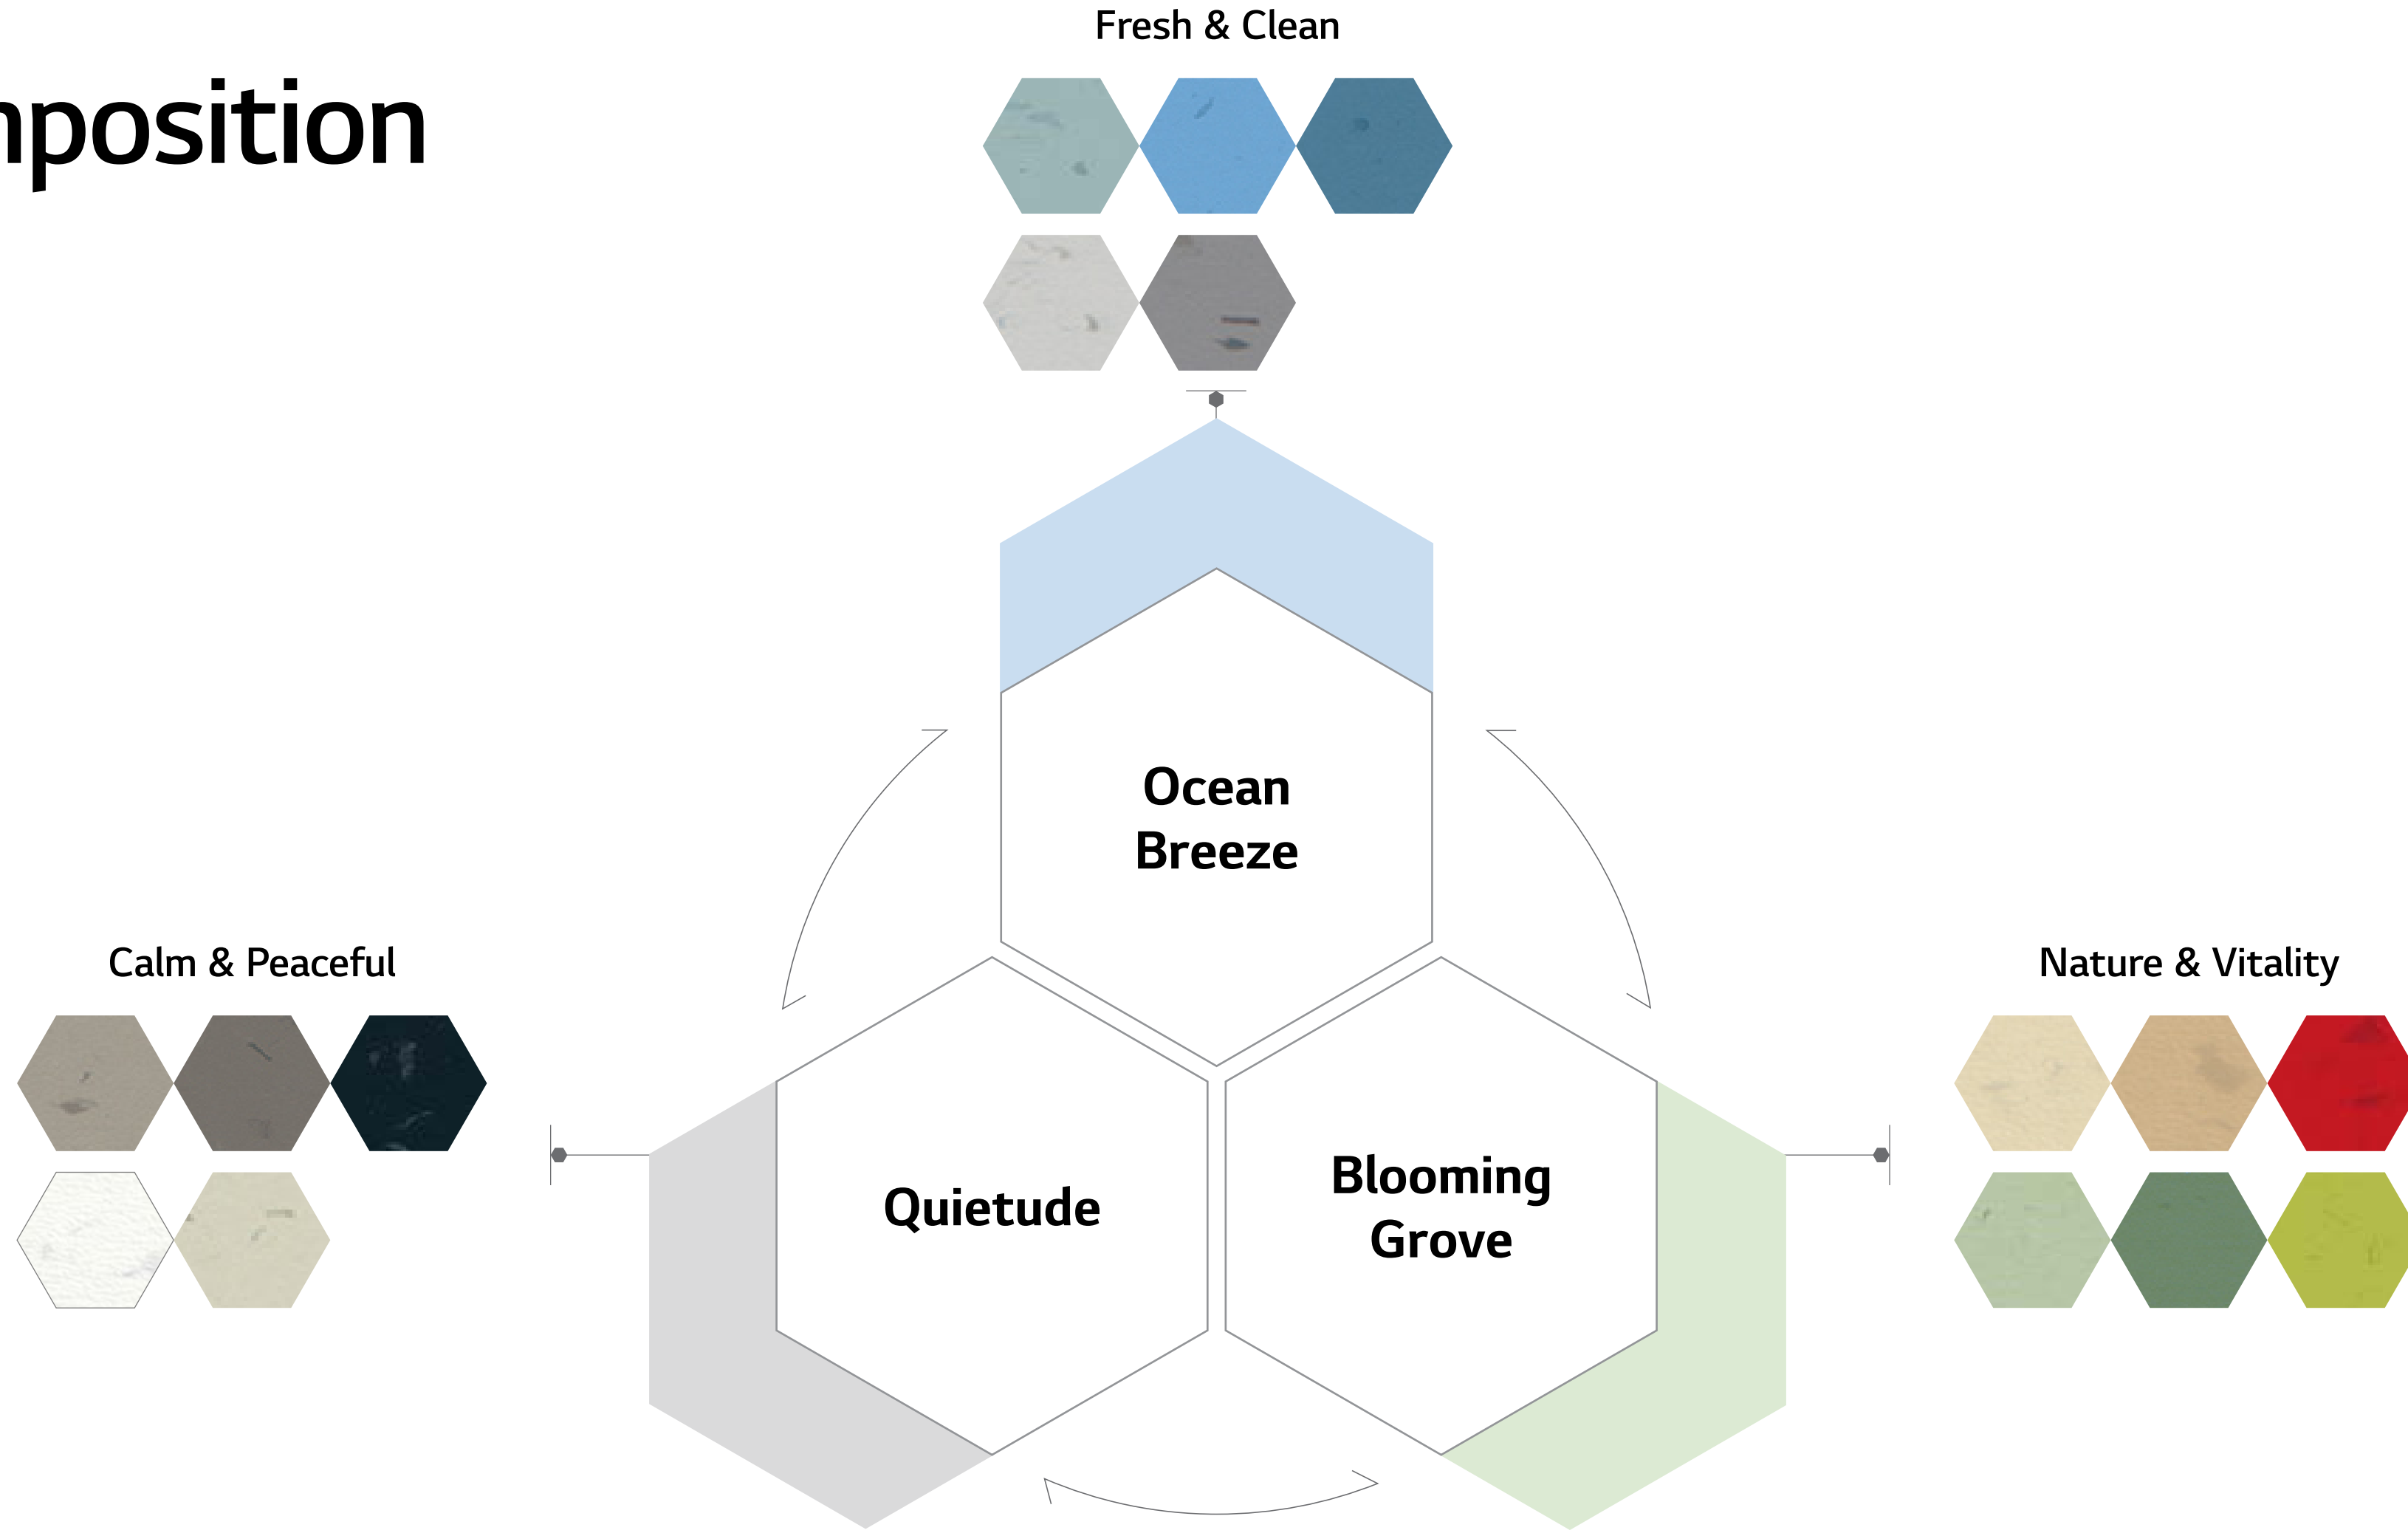 Fresh & Clean
mposition
Ocean
Breeze
Calm & Peaceful
Nature & Vitality
Quietude
Blooming
Grove